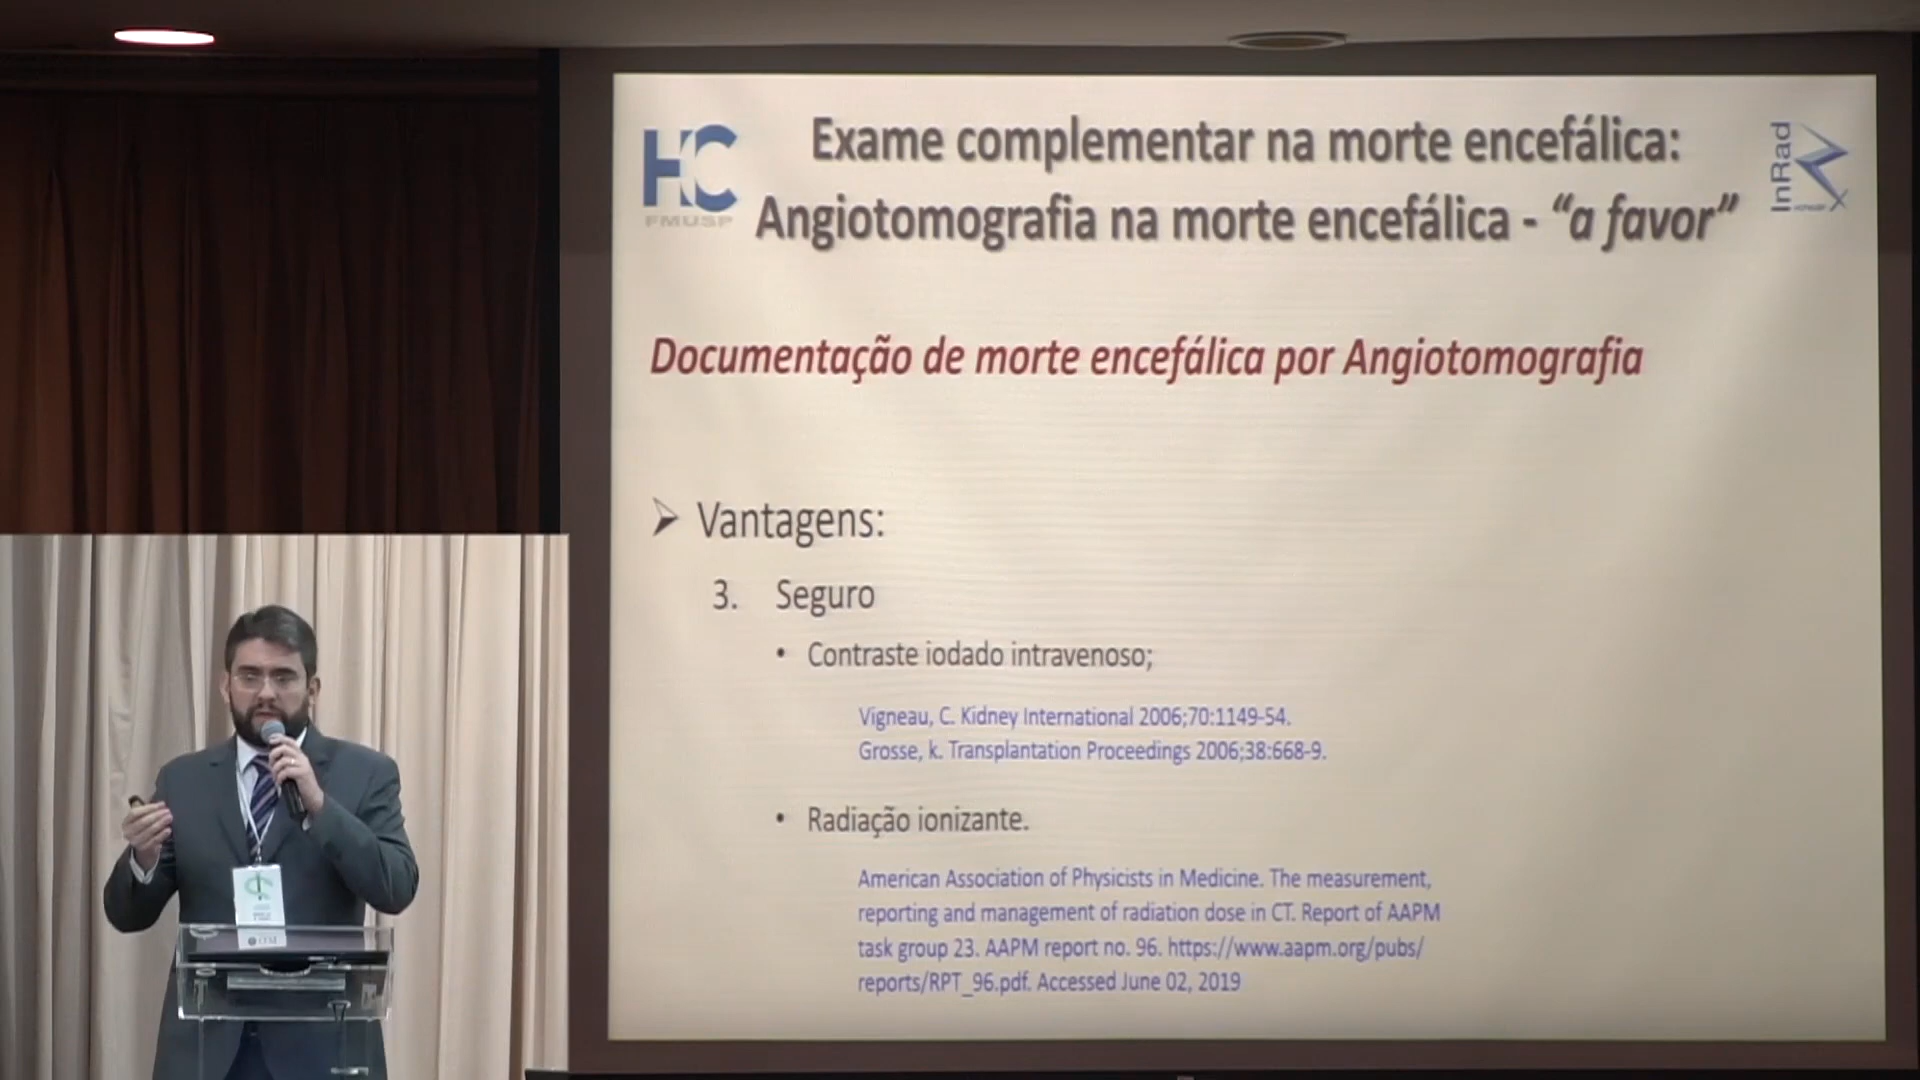 HC
FMUSP
Exame complementar na morte encefálica:
Angiotomografia na morte encefálica - “a favor”
InRad
Documentação de morte encefálica por Angiotomografia
➢ Vantagens:
3. Seguro
• Contraste iodado intravenoso;
Vigneau, C. Kidney International 2006;70:1149-54.
Grosse, k. Transplantation Proceedings 2006;38:668-9.
• Radiação ionizante.
American Association of Physicists in Medicine. The measurement,
reporting and management of radiation dose in CT. Report of AAPM
task group 23. AAPM report no. 96. https://www.aapm.org/pubs/
reports/RPT_96.pdf. Accessed June 02, 2019